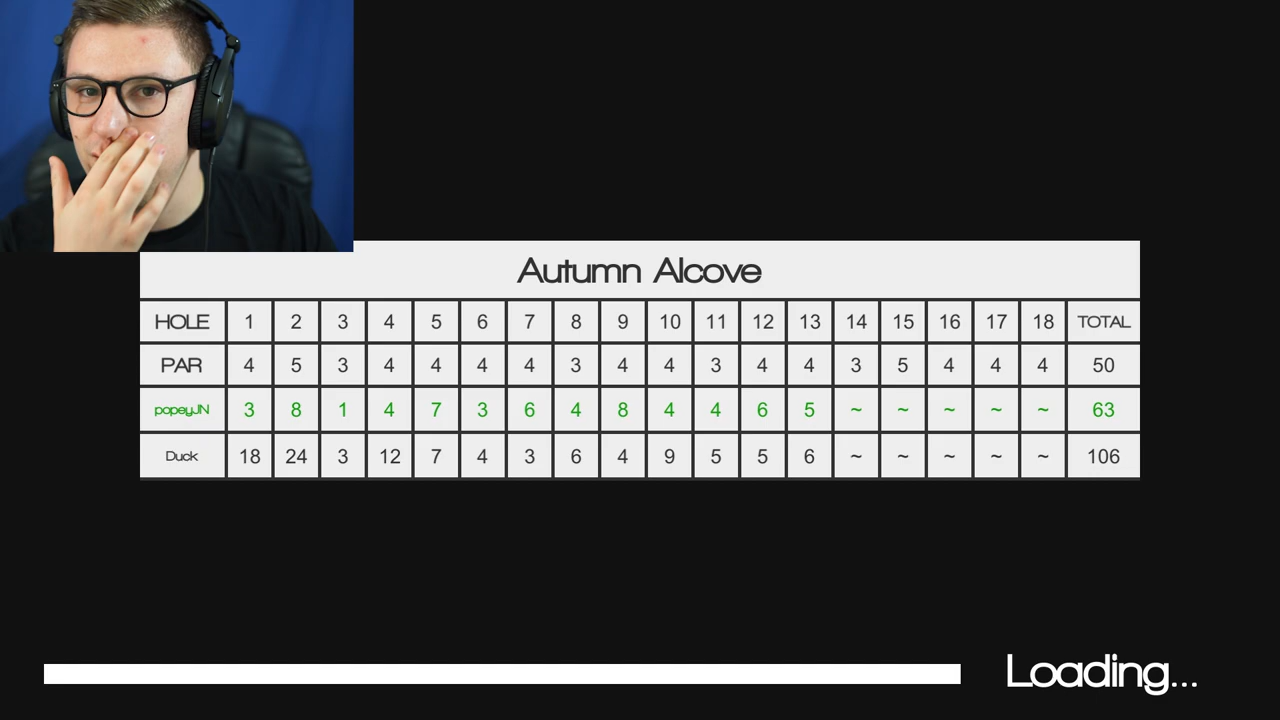 Autumn Alcove
HOLE 1 2 3 4 5 6 7 8 9 10 11 12 13 14 15 16 17 18 TOTAL
PAR 4 5 3 4 4 4 4 3 4 4 3 4 4 3 5 4 4 4 50
popeyJN 3 8 1 4 7 3 6 4 8 4 4 6 5 ~ ~ ~ ~ ~ 63
Duck 18 24 3 12 7 4 3 6 4 9 5 5 6 ~ ~ ~ ~ ~ 106
Loading...